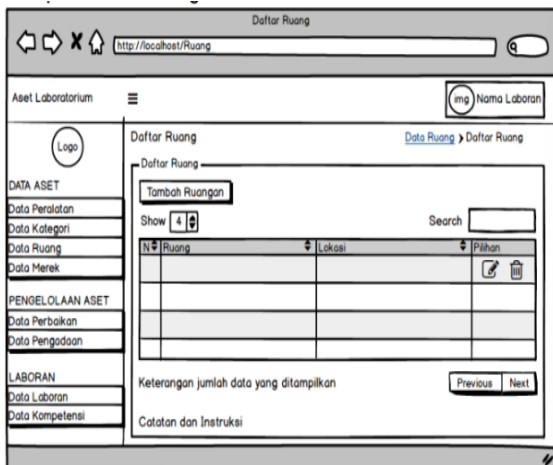 Daftar Ruang
http://localhost/Ruang
Aset Laboratorium
img Nama Laboran
Logo
Daftar Ruang
Data Ruang > Daftar Ruang
DATA ASET
Data Peralatan
Data Kategori
Data Ruang
Data Merek
PENGELOLAAN ASET
Data Perbaikan
Data Pengadaan
LABORAN
Data Laboran
Data Kompetensi
Daftar Ruang
Tambah Ruangan
Show 4
Search
N Ruang Lokasi Pilihan
Keterangan jumlah data yang ditampilkan
Previous Next
Catatan dan Instruksi